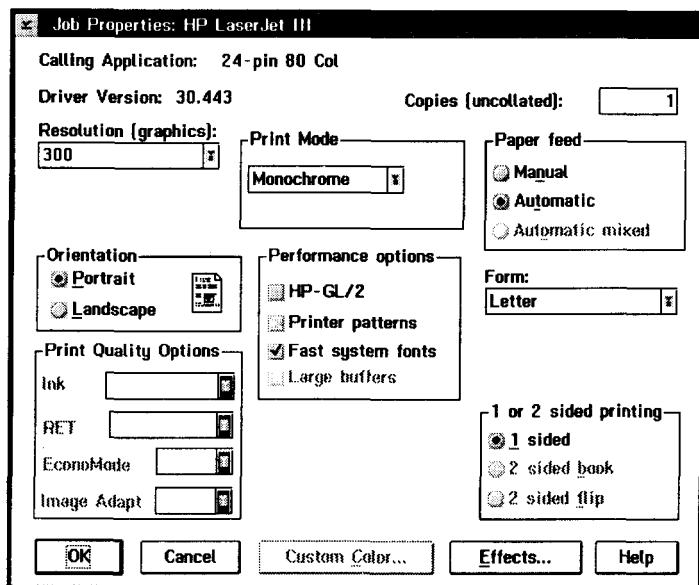 Job Properties: HP LaserJet III
Calling Application: 24-pin 80 Col
Driver Version: 30.443
Copies (uncollated): 1
Resolution (graphics):
300
Print Mode
Monochrome
Paper feed
Manual
Automatic
Automatic mixed
Orientation
Portrait
Landscape
Performance options
HP-GL/2
Printer patterns
Fast system fonts
Large buffers
Form:
Letter
Print Quality Options
Ink
RET
EconoMode
Image Adapt
1 or 2 sided printing
1 sided
2 sided book
2 sided flip
OK
Cancel
Custom Color...
Effects...
Help